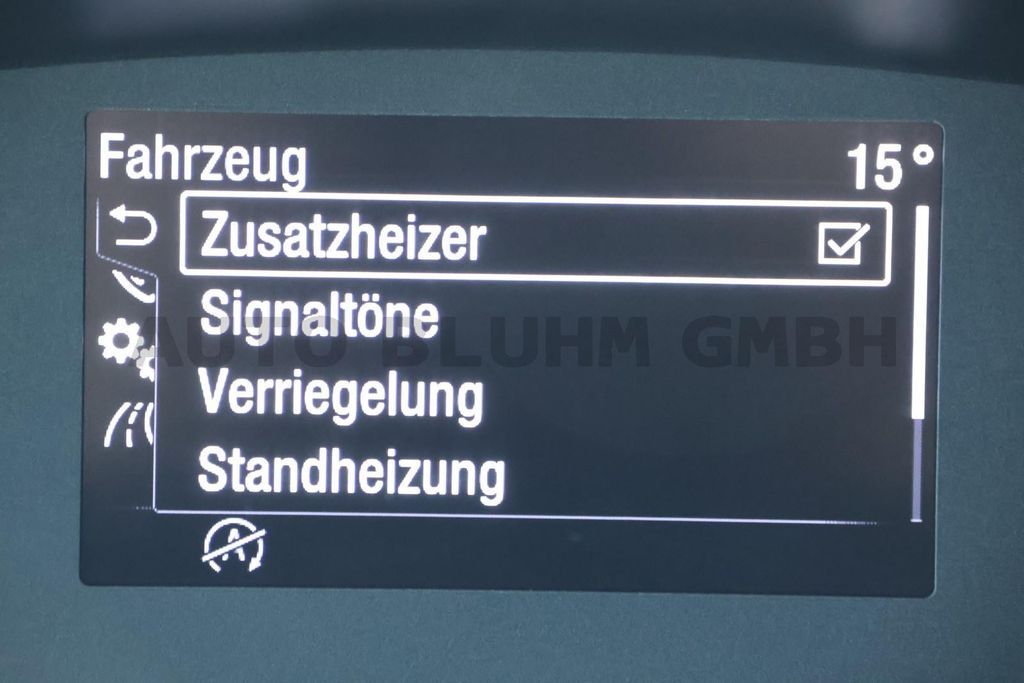 Fahrzeug 15°
Zusatzheizer
Signaltöne
AUTO BLUHM GMBH
Verriegelung
Standheizung
A